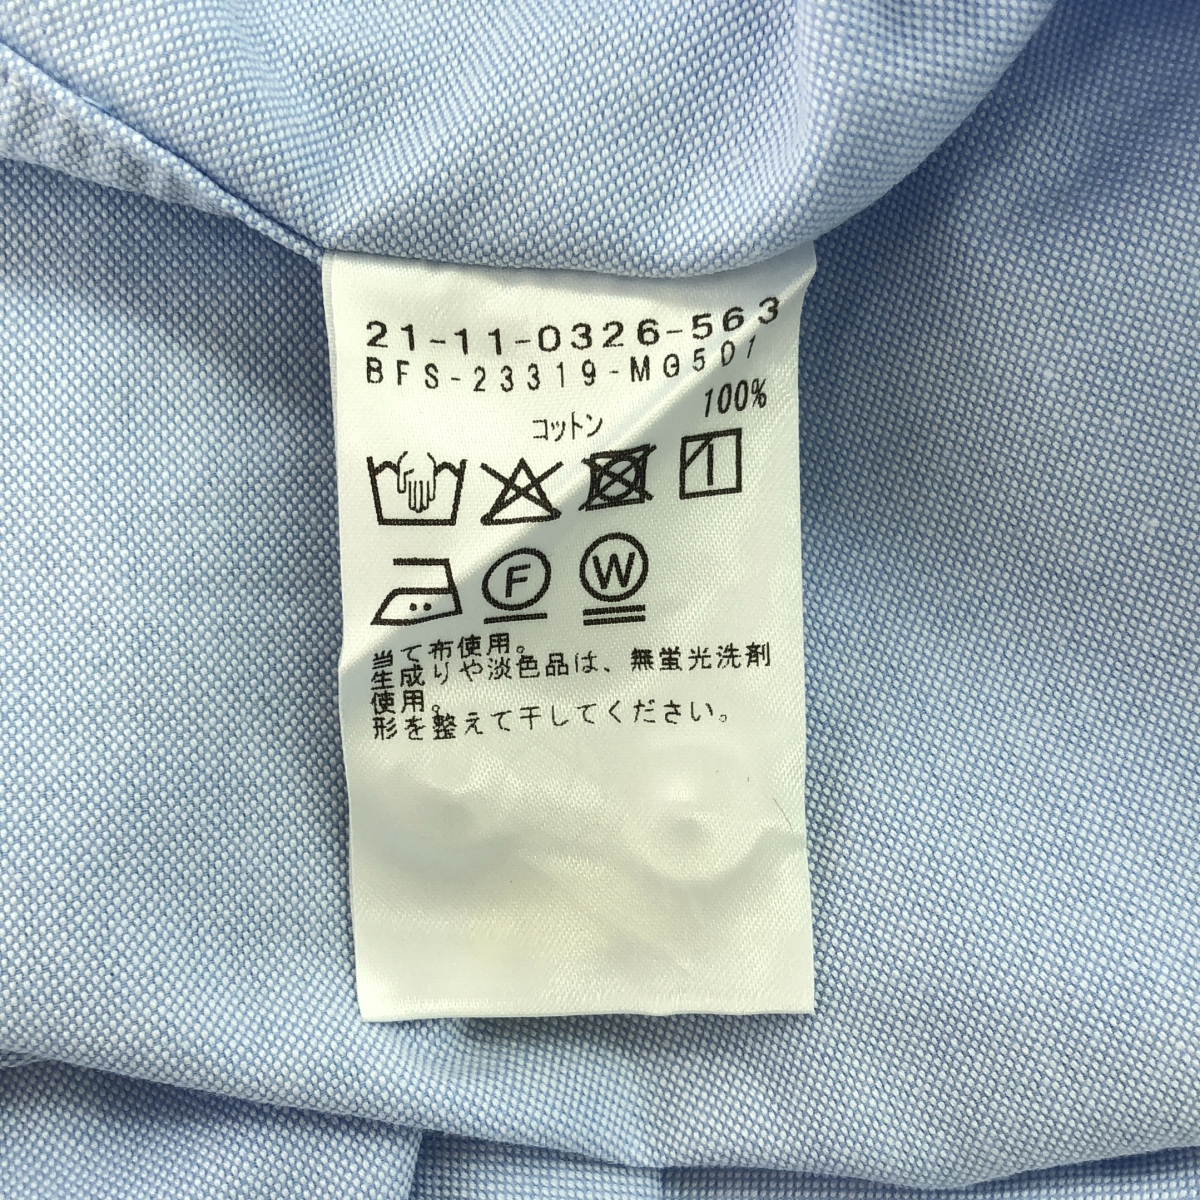 21-11-0326-563
BFS-23319-MG501
コットン 100%
F W
当て布使用。
生成りや淡色品は、無蛍光洗剤
使用。
形を整えて干してください。